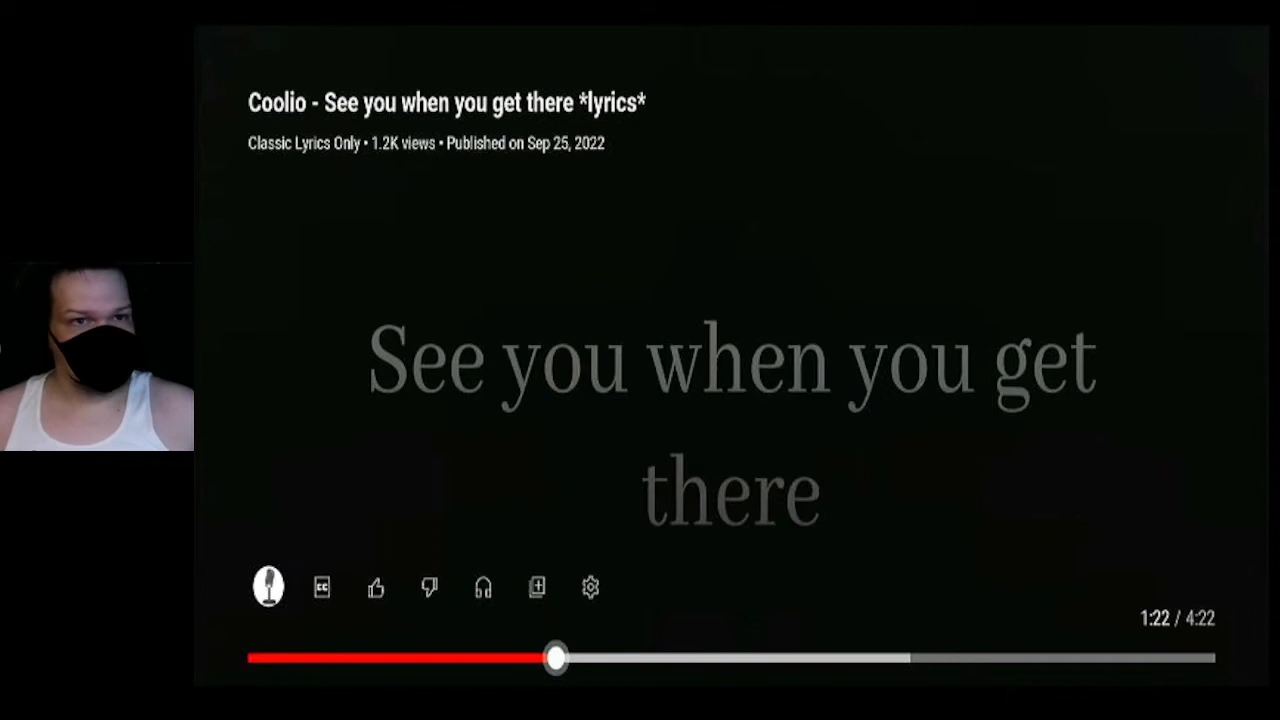 Coolio - See you when you get there *lyrics*
Classic Lyrics Only • 1.2K views • Published on Sep 25, 2022
See you when you get
there
CC
1:22 / 4:22